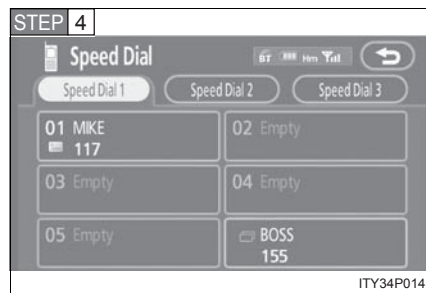 STEP 4
Speed Dial
BT Hm
Speed Dial 1 Speed Dial 2 Speed Dial 3
01 MIKE 02 Empty
117
03 Empty 04 Empty
05 Empty BOSS
155
ITY34P014